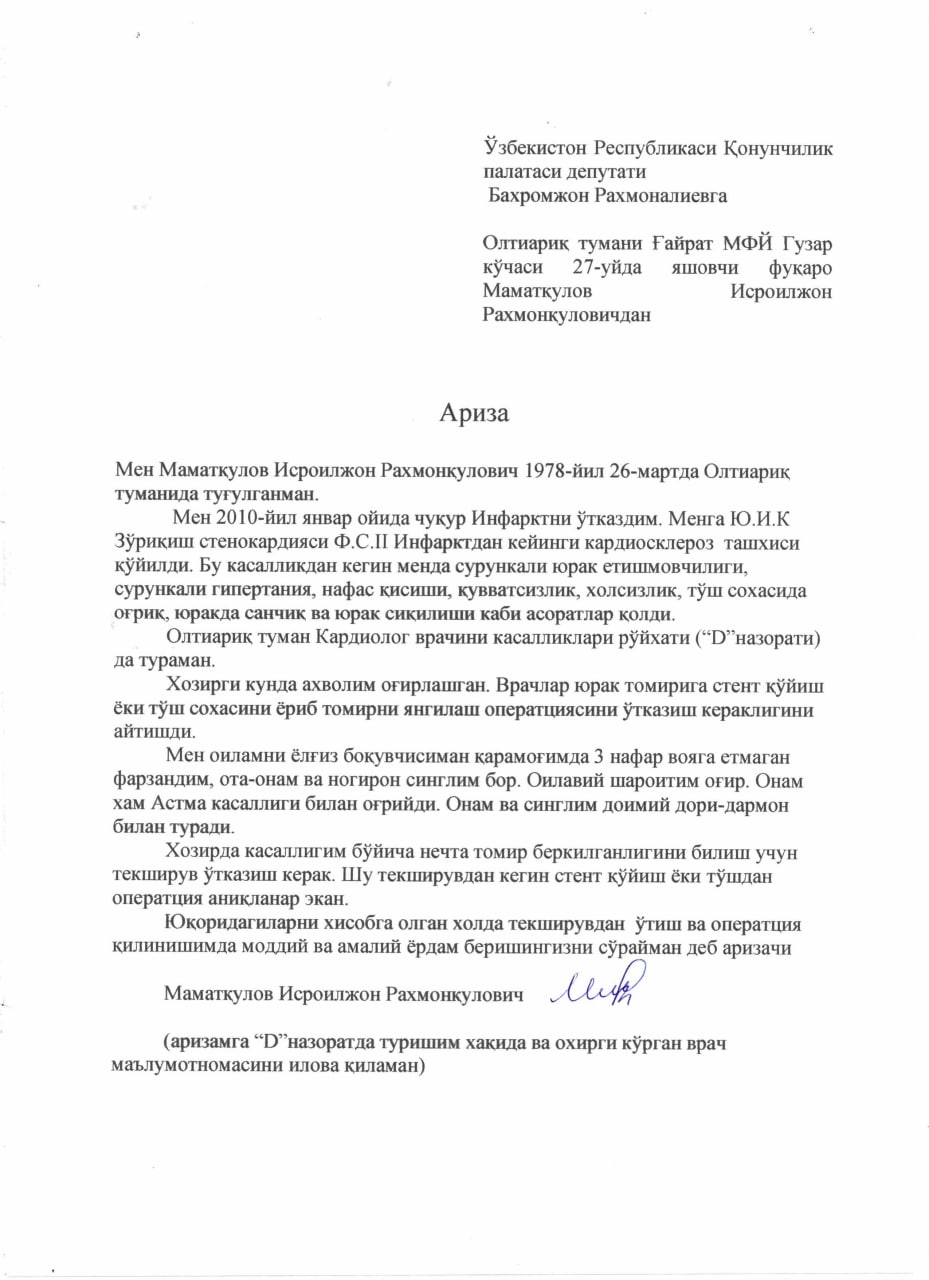 Ўзбекистон Республикаси Қонунчилик
палатаси депутати
Бахромжон Рахмоналиевга
Олтиариқ тумани Ғайрат МФЙ Гузар
кўчаси 27-уйда яшовчи фуқаро
Маматқулов Исроилжон
Рахмонқуловичдан
Ариза
Мен Маматқулов Исроилжон Рахмонқулович 1978-йил 26-мартда Олтиариқ
туманида туғулганман.
Мен 2010-йил январ ойида чуқур Инфарктни ўтказдим. Менга Ю.И.К
Зўриқиш стенокардияси Ф.С.II Инфарктдан кейинги кардиосклероз ташхиси
қўйилди. Бу касалликдан кегин менда сурункали юрак етишмовчилиги,
сурункали гипертания, нафас қисиши, қувватсизлик, холсизлик, тўш сохасида
оғриқ, юракда санчиқ ва юрак сиқилиши каби асоратлар қолди.
Олтиариқ туман Кардиолог врачини касалликлари рўйхати (“D”назорати)
да тураман.
Хозирги кунда ахволим оғирлашган. Врачлар юрак томирига стент қўйиш
ёки тўш сохасини ёриб томирни янгилаш оператциясини ўтказиш кераклигини
айтишди.
Мен оиламни ёлғиз боқувчисиман қарамоғимда 3 нафар вояга етмаган
фарзандим, ота-онам ва ногирон синглим бор. Оилавий шароитим оғир. Онам
хам Астма касаллиги билан оғрийди. Онам ва синглим доимий дори-дармон
билан туради.
Хозирда касаллигим бўйича нечта томир беркилганлигини билиш учун
текширув ўтказиш керак. Шу текширувдан кегин стент қўйиш ёки тўшдан
оператция аниқланар экан.
Юқоридагиларни хисобга олган холда текширувдан ўтиш ва оператция
қилинишимда моддий ва амалий ёрдам беришингизни сўрайман деб аризачи
Маматқулов Исроилжон Рахмонқулович
(аризамга “D”назоратда туришим хақида ва охирги кўрган врач
маълумотномасини илова қиламан)